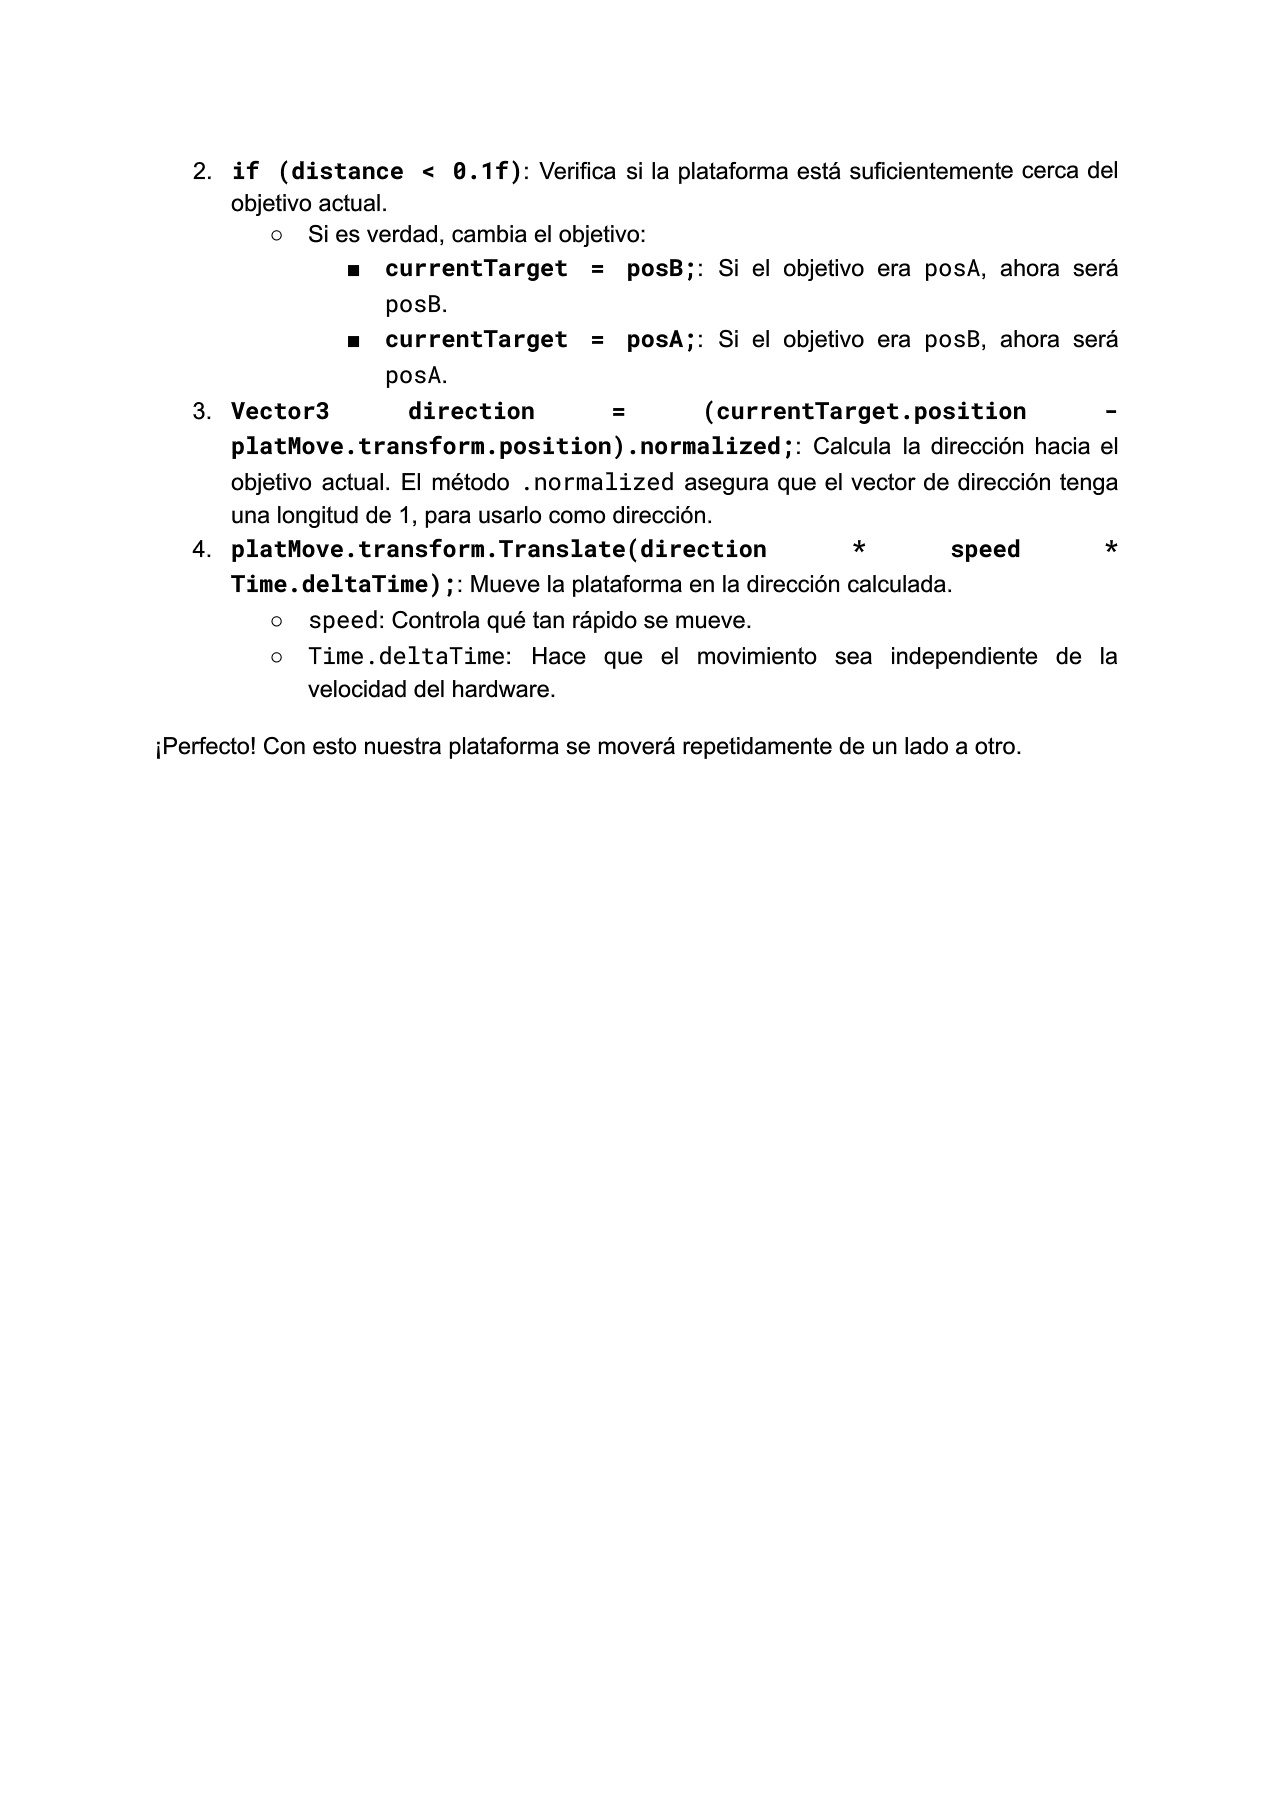 2. if (distance < 0.1f): Verifica si la plataforma está suficientemente cerca del
objetivo actual.
○ Si es verdad, cambia el objetivo:
■ currentTarget = posB;: Si el objetivo era posA, ahora será
posB.
■ currentTarget = posA;: Si el objetivo era posB, ahora será
posA.
3. Vector3 direction = (currentTarget.position -
platMove.transform.position).normalized;: Calcula la dirección hacia el
objetivo actual. El método .normalized asegura que el vector de dirección tenga
una longitud de 1, para usarlo como dirección.
4. platMove.transform.Translate(direction * speed *
Time.deltaTime);: Mueve la plataforma en la dirección calculada.
○ speed: Controla qué tan rápido se mueve.
○ Time.deltaTime: Hace que el movimiento sea independiente de la
velocidad del hardware.
¡Perfecto! Con esto nuestra plataforma se moverá repetidamente de un lado a otro.